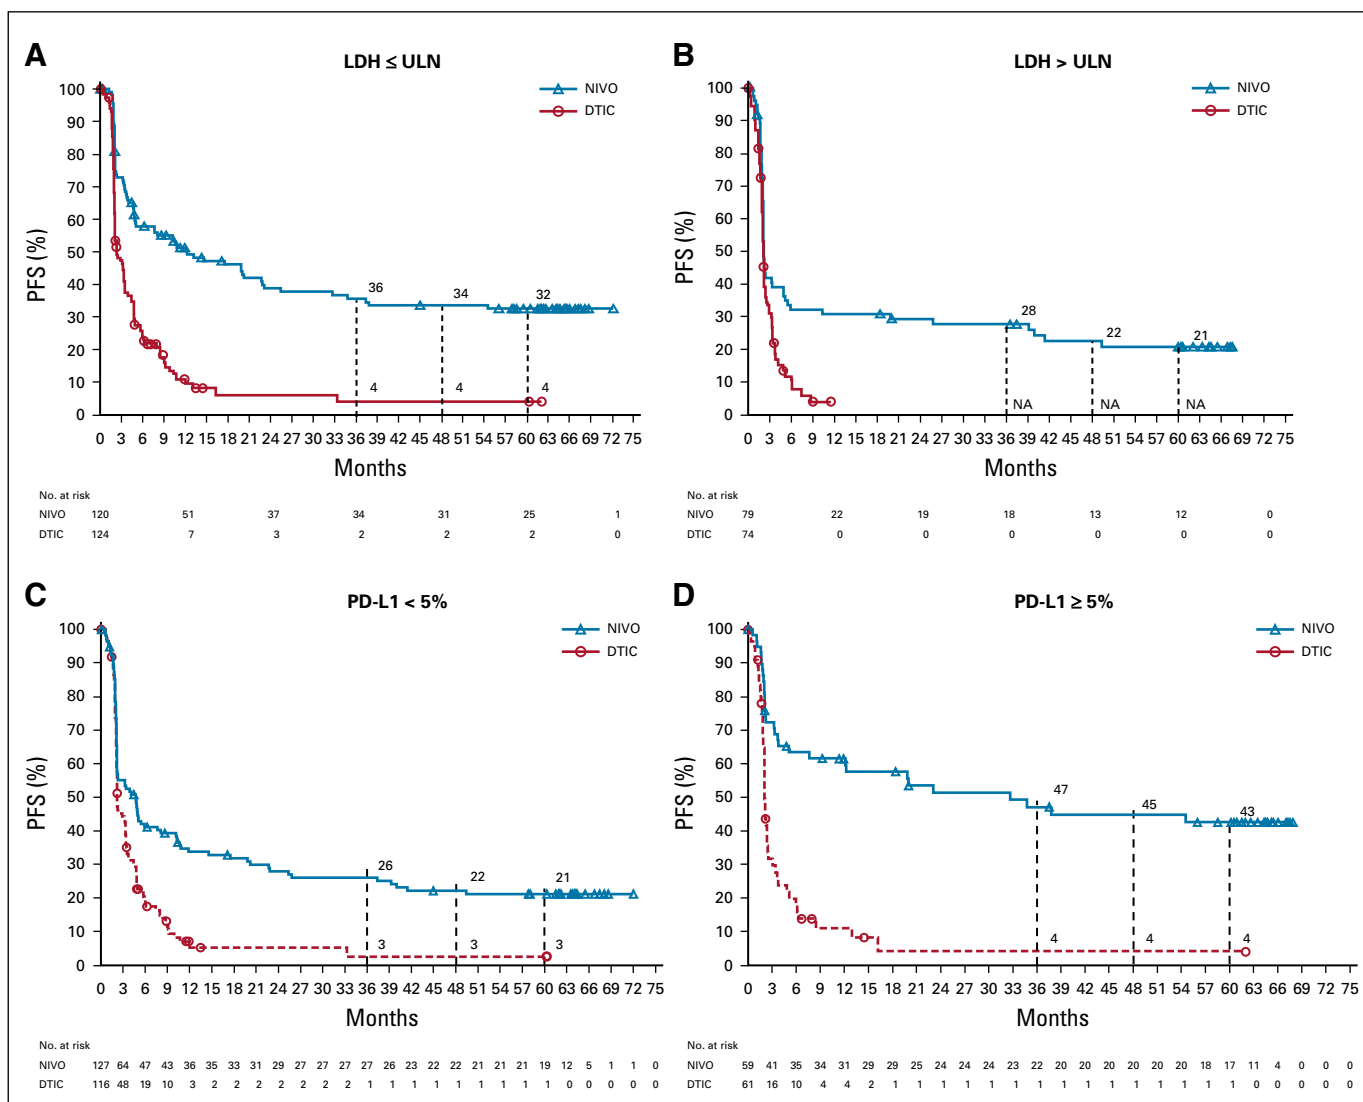 A
LDH ≤ ULN
NIVO
DTIC
PFS (%)
100
90
80
70
60
50
40
30
20
10
0
36
34
32
4
4
4
0 3 6 9 12 15 18 21 24 27 30 33 36 39 42 45 48 51 54 57 60 63 66 69 72 75
Months
No. at risk
NIVO 120 51 37 34 31 25 1
DTIC 124 7 3 2 2 2 0
B
LDH > ULN
NIVO
DTIC
PFS (%)
100
90
80
70
60
50
40
30
20
10
0
28
22
21
NA
NA
NA
0 3 6 9 12 15 18 21 24 27 30 33 36 39 42 45 48 51 54 57 60 63 66 69 72 75
Months
No. at risk
NIVO 79 22 19 18 13 12 0
DTIC 74 0 0 0 0 0 0
C
PD-L1 < 5%
NIVO
DTIC
PFS (%)
100
90
80
70
60
50
40
30
20
10
0
26
22
21
3
3
3
0 3 6 9 12 15 18 21 24 27 30 33 36 39 42 45 48 51 54 57 60 63 66 69 72 75
Months
No. at risk
NIVO 127 64 47 43 36 35 33 31 29 27 27 27 27 26 23 22 22 21 21 21 19 12 5 1 1 0
DTIC 116 48 19 10 3 2 2 2 2 2 2 2 1 1 1 1 1 1 1 1 1 0 0 0 0 0
D
PD-L1 ≥ 5%
NIVO
DTIC
PFS (%)
100
90
80
70
60
50
40
30
20
10
0
47
45
43
4
4
4
0 3 6 9 12 15 18 21 24 27 30 33 36 39 42 45 48 51 54 57 60 63 66 69 72 75
Months
No. at risk
NIVO 59 41 35 34 31 29 29 25 24 24 24 23 22 20 20 20 20 20 20 18 17 11 4 0 0 0
DTIC 61 16 10 4 4 2 1 1 1 1 1 1 1 1 1 1 1 1 1 1 1 0 0 0 0 0